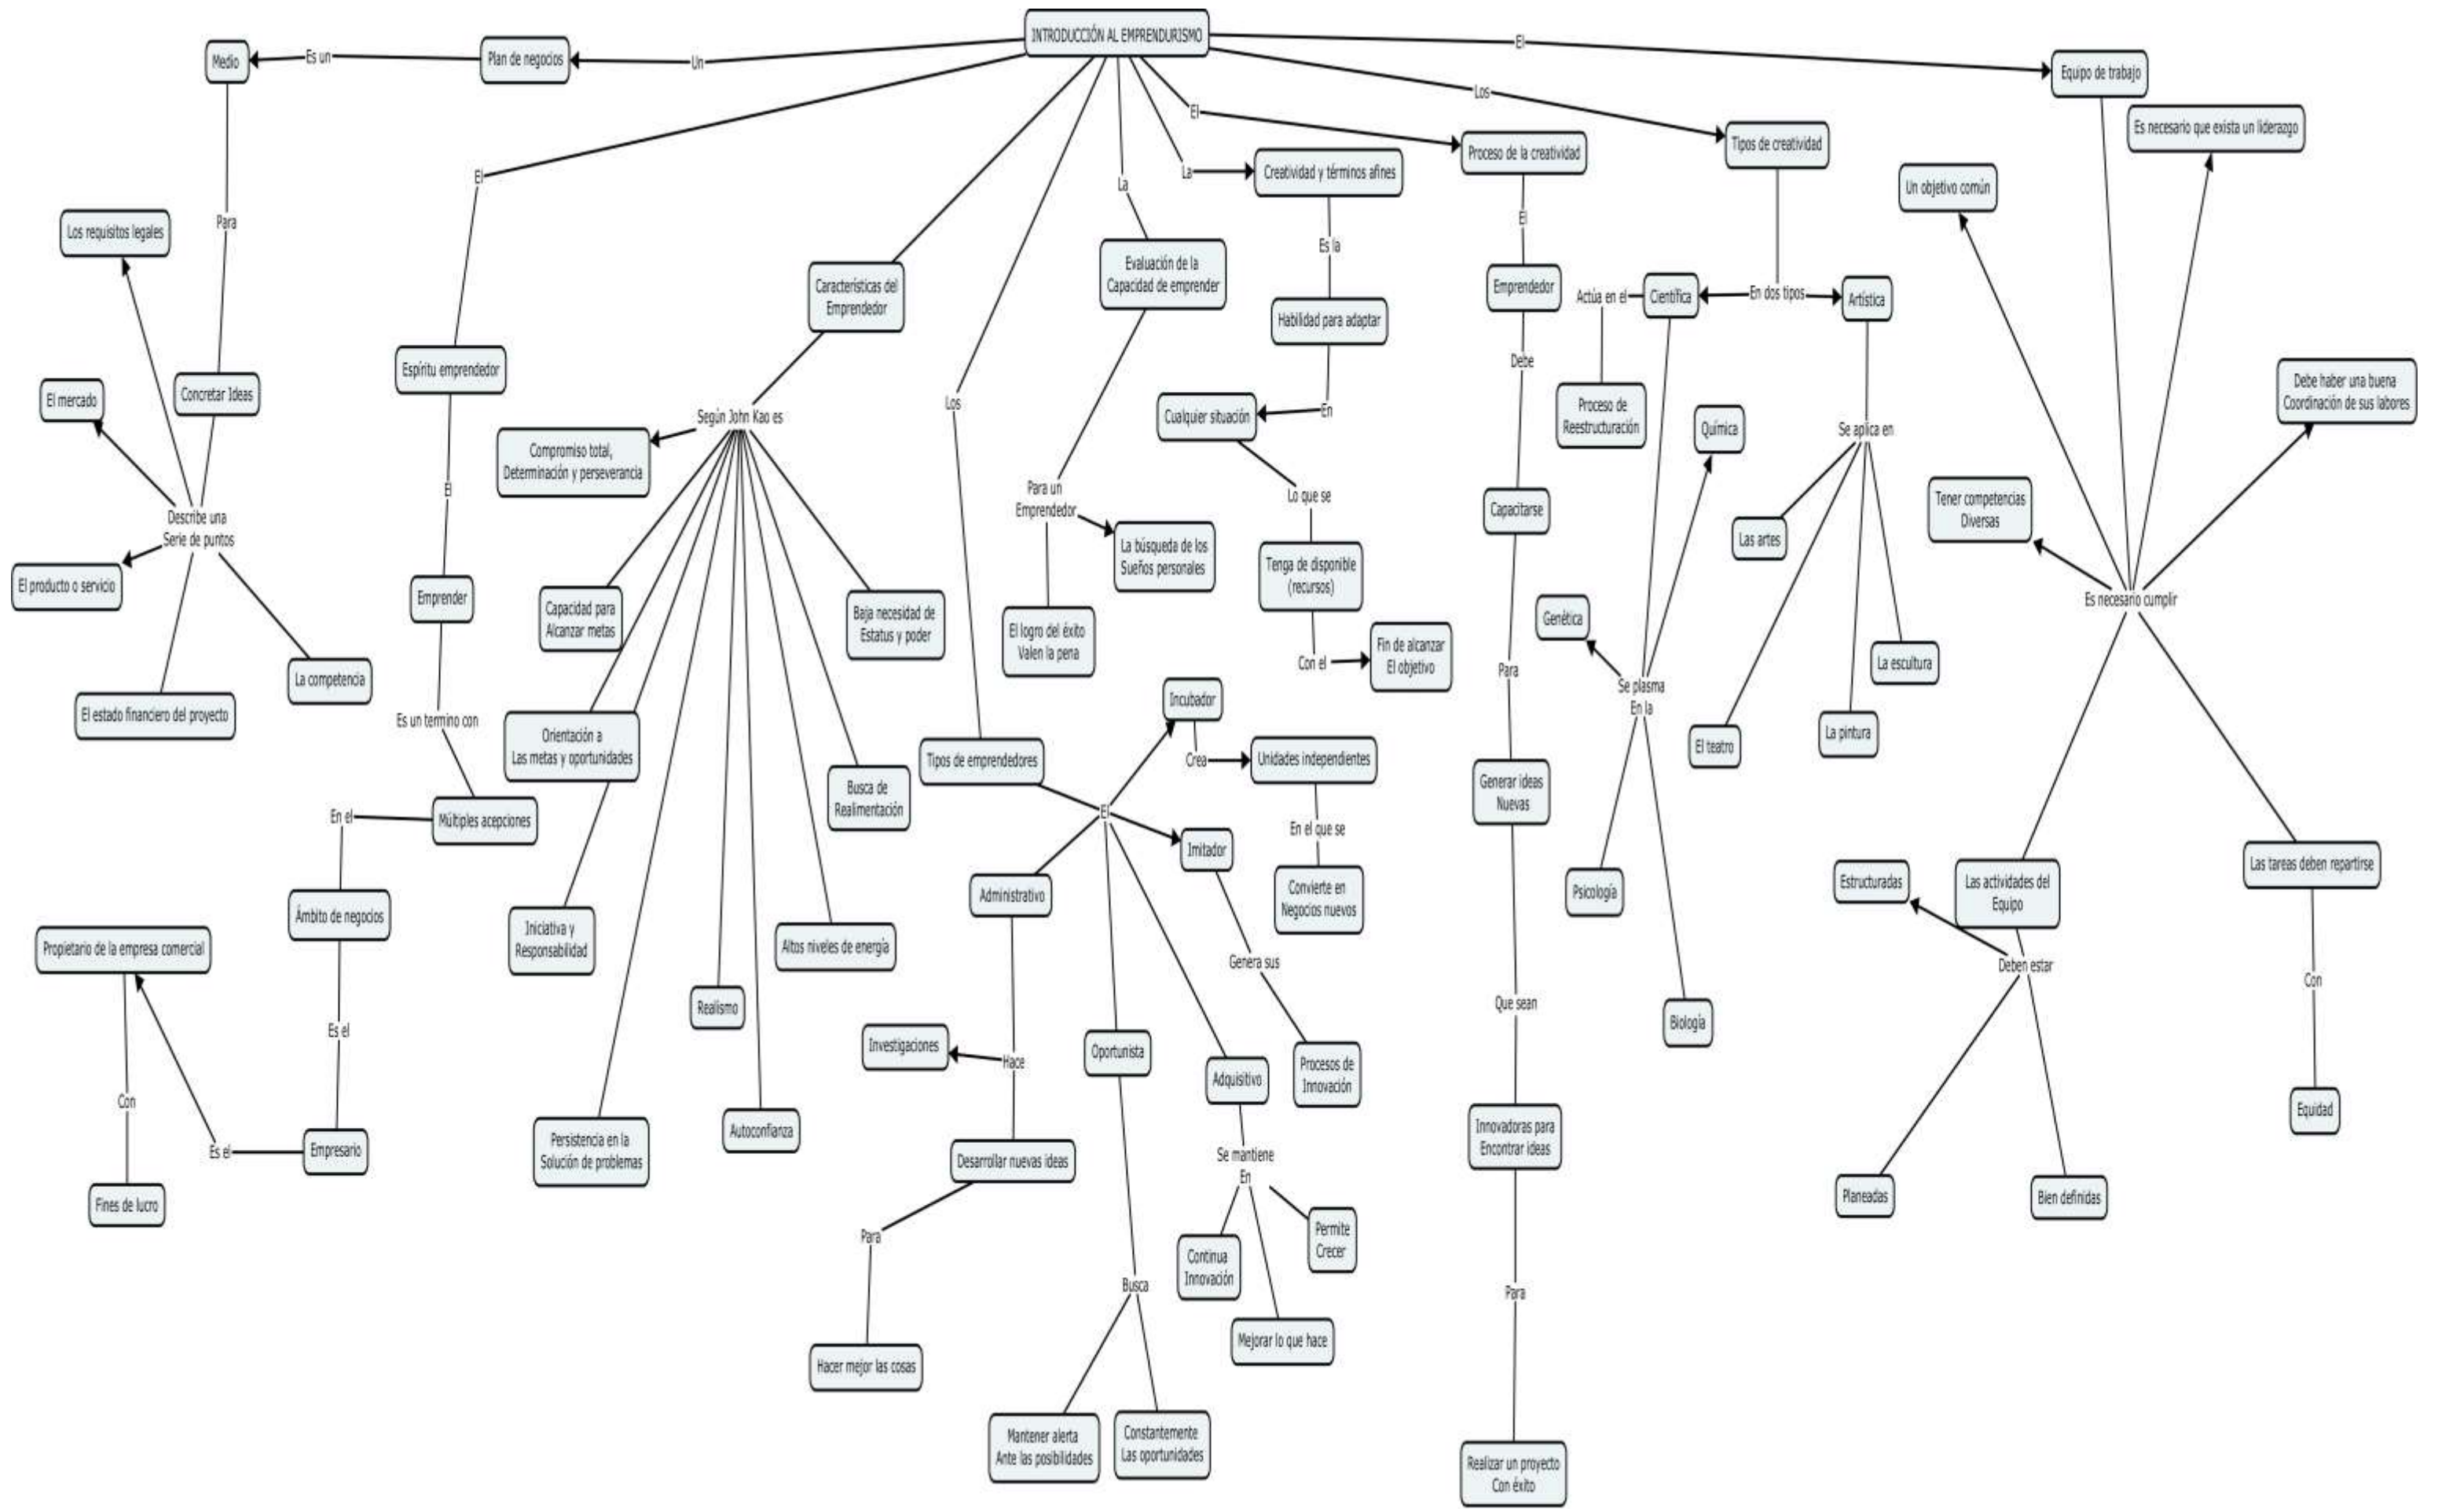 INTRODUCCIÓN AL EMPRENDURISMO
Un
Plan de negocios
Es un
Medio
Para
Concretar Ideas
Describe una
Serie de puntos
Los requisitos legales
El mercado
El producto o servicio
El estado financiero del proyecto
La competencia
El
Espíritu emprendedor
El
Emprender
Es un termino con
Múltiples acepciones
En el
Ámbito de negocios
Es el
Empresario
Es el
Propietario de la empresa comercial
Con
Fines de lucro
Características del
Emprendedor
Según John Kao es
Compromiso total,
Determinación y perseverancia
Capacidad para
Alcanzar metas
Orientación a
Las metas y oportunidades
Iniciativa y
Responsabilidad
Persistencia en la
Solución de problemas
Realismo
Autoconfianza
Altos niveles de energía
Busca de
Realimentación
Baja necesidad de
Estatus y poder
Los
Tipos de emprendedores
El
Incubador
Crea
Unidades independientes
En el que se
Convierte en
Negocios nuevos
Imitador
Genera sus
Procesos de
Innovación
Administrativo
Hace
Investigaciones
Desarrollar nuevas ideas
Para
Hacer mejor las cosas
Oportunista
Busca
Mantener alerta
Ante las posibilidades
Constantemente
Las oportunidades
Adquisitivo
Se mantiene
En
Continua
Innovación
Mejorar lo que hace
Permite
Crecer
La
Evaluación de la
Capacidad de emprender
Para un
Emprendedor
La búsqueda de los
Sueños personales
El logro del éxito
Valen la pena
La
Creatividad y términos afines
Es la
Habilidad para adaptar
En
Cualquier situación
Lo que se
Tenga de disponible
(recursos)
Con el
Fin de alcanzar
El objetivo
El
Proceso de la creatividad
El
Emprendedor
Debe
Capacitarse
Para
Generar ideas
Nuevas
Que sean
Innovadoras para
Encontrar ideas
Para
Realizar un proyecto
Con éxito
Los
Tipos de creatividad
En dos tipos
Científica
Actúa en el
Proceso de
Reestructuración
Se plasma
En la
Química
Genética
Psicología
Biología
Artística
Se aplica en
Las artes
El teatro
La pintura
La escultura
El
Equipo de trabajo
Es necesario cumplir
Es necesario que exista un liderazgo
Un objetivo común
Debe haber una buena
Coordinación de sus labores
Tener competencias
Diversas
Las actividades del
Equipo
Deben estar
Estructuradas
Planeadas
Bien definidas
Las tareas deben repartirse
Con
Equidad